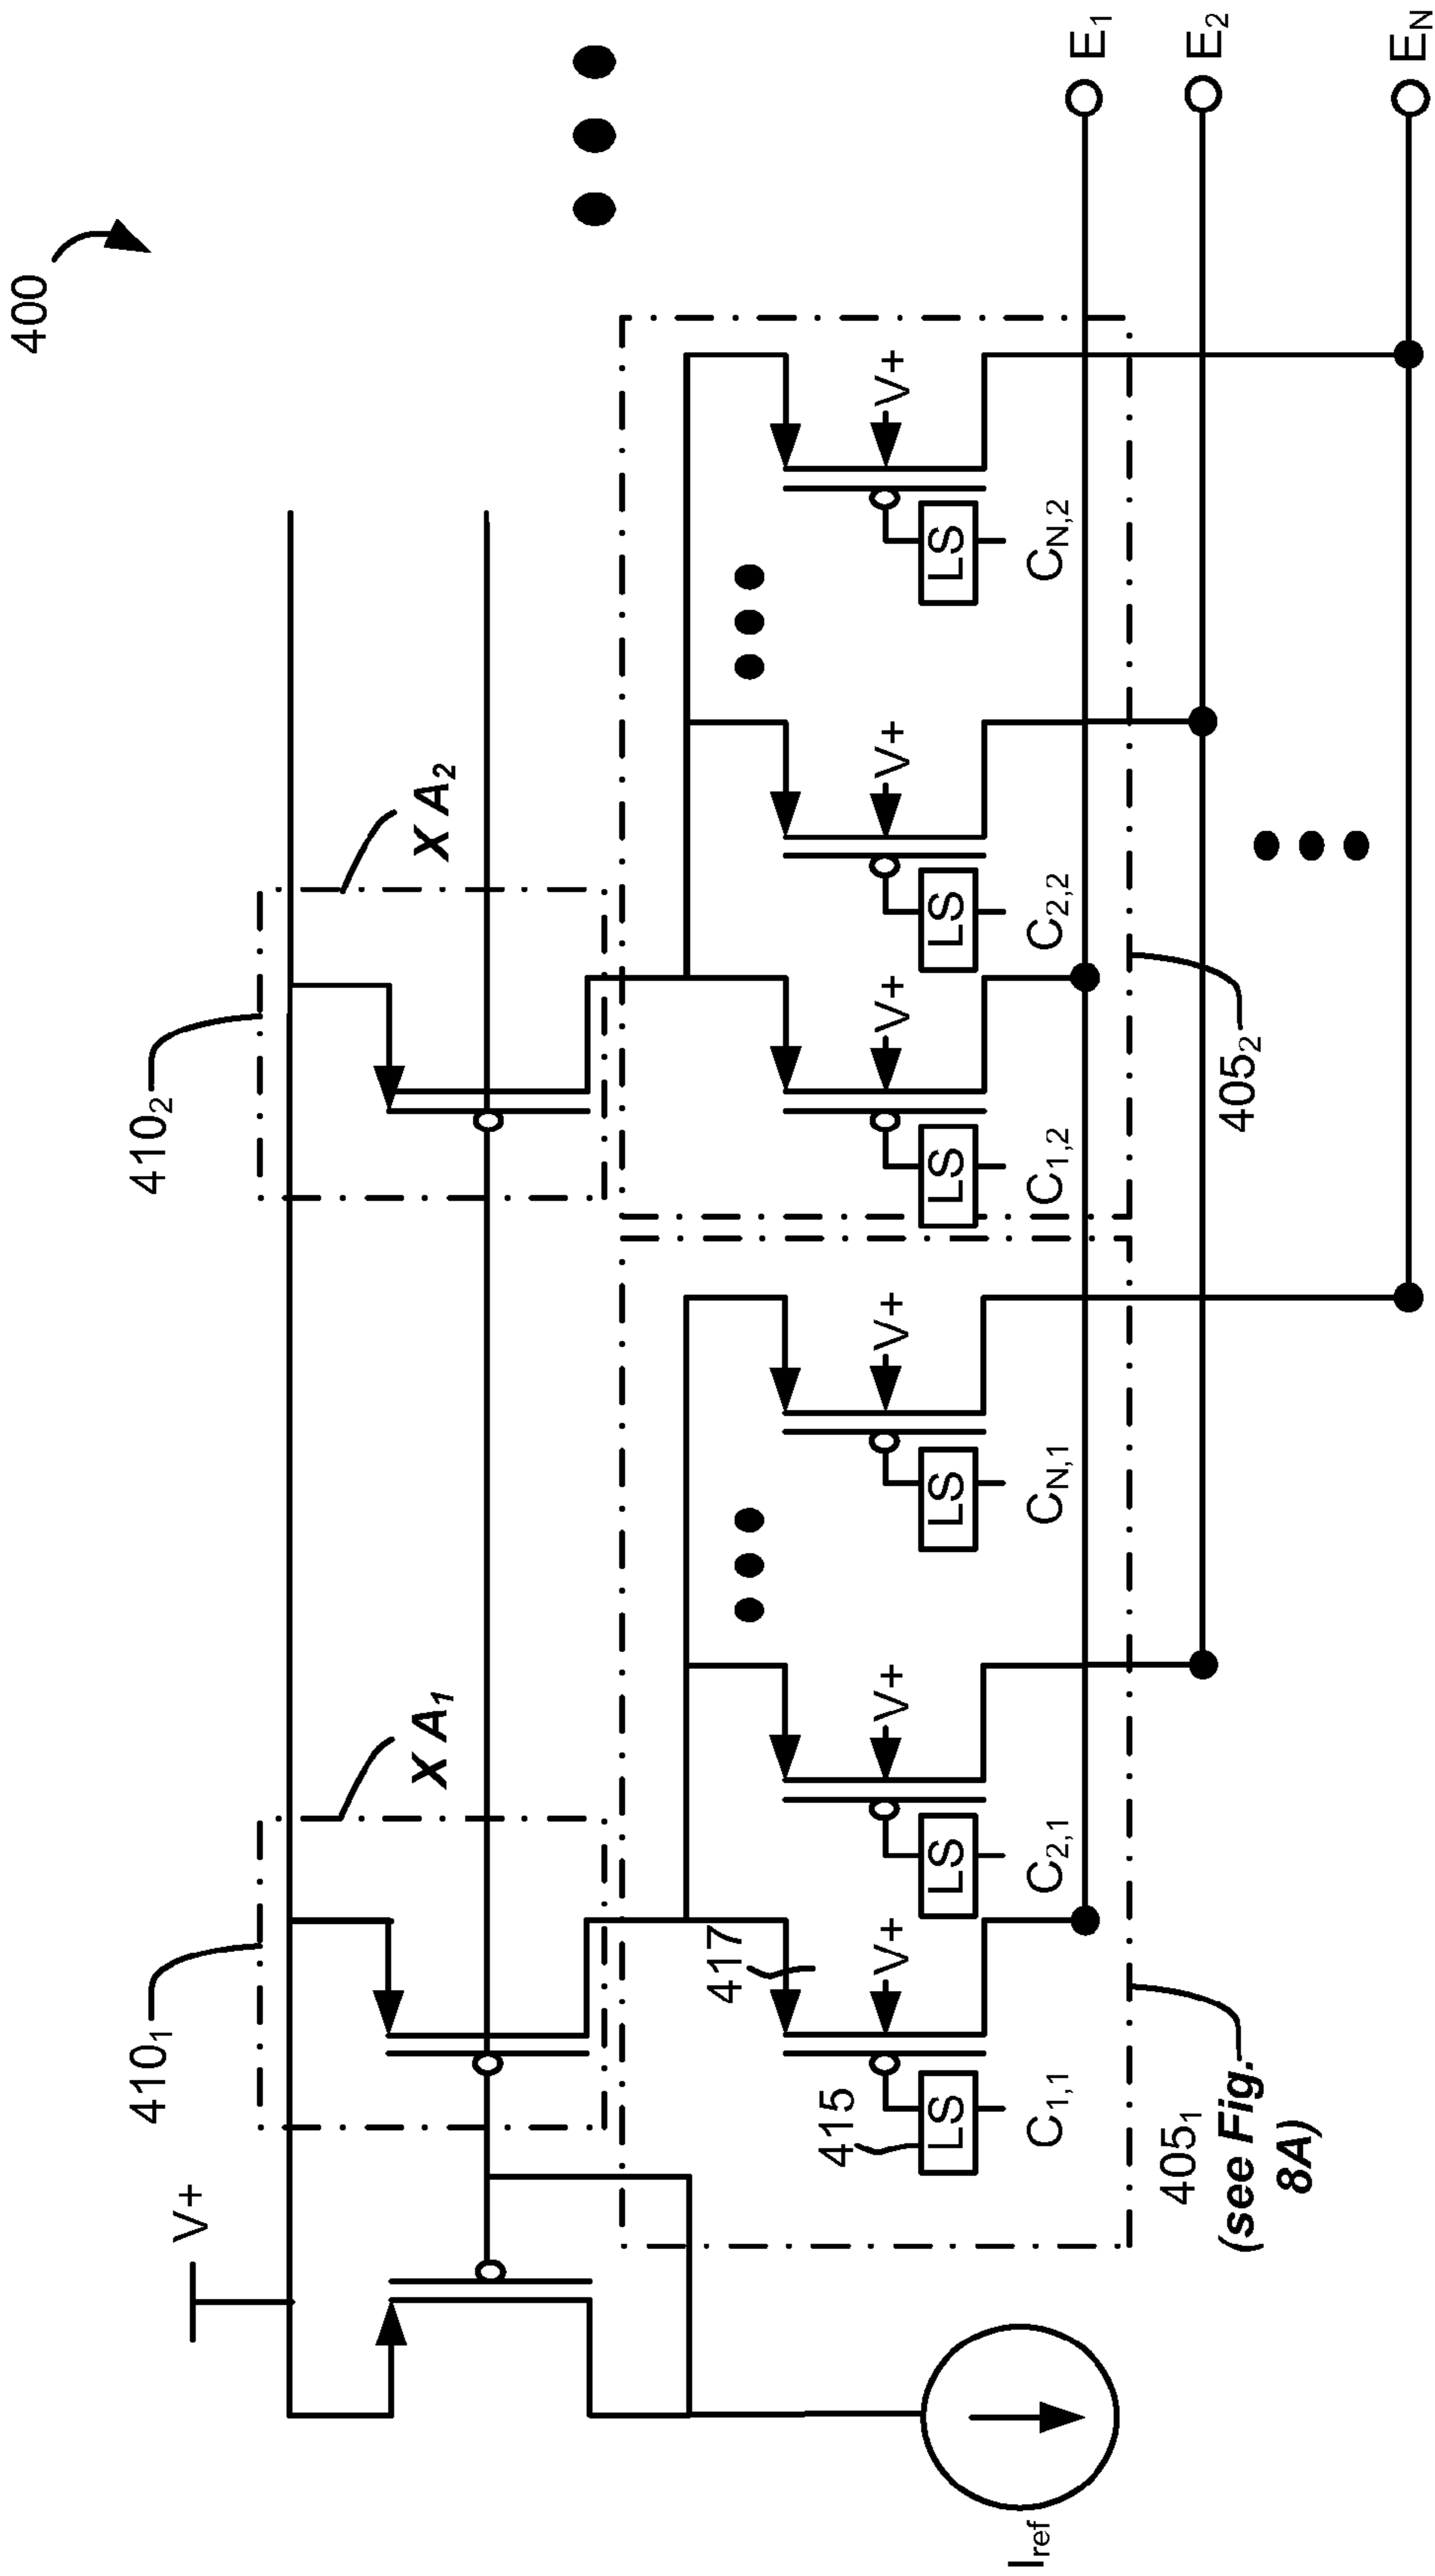 400
V+
410₁
X A₁
410₂
X A₂
417
415
LS
V+
C₁,₁
LS
V+
C₂,₁
LS
V+
C_N,₁
LS
V+
C₁,₂
LS
V+
C₂,₂
LS
V+
C_N,₂
E₁
E₂
E_N
I_ref
405₁
(see Fig.
8A)
405₂